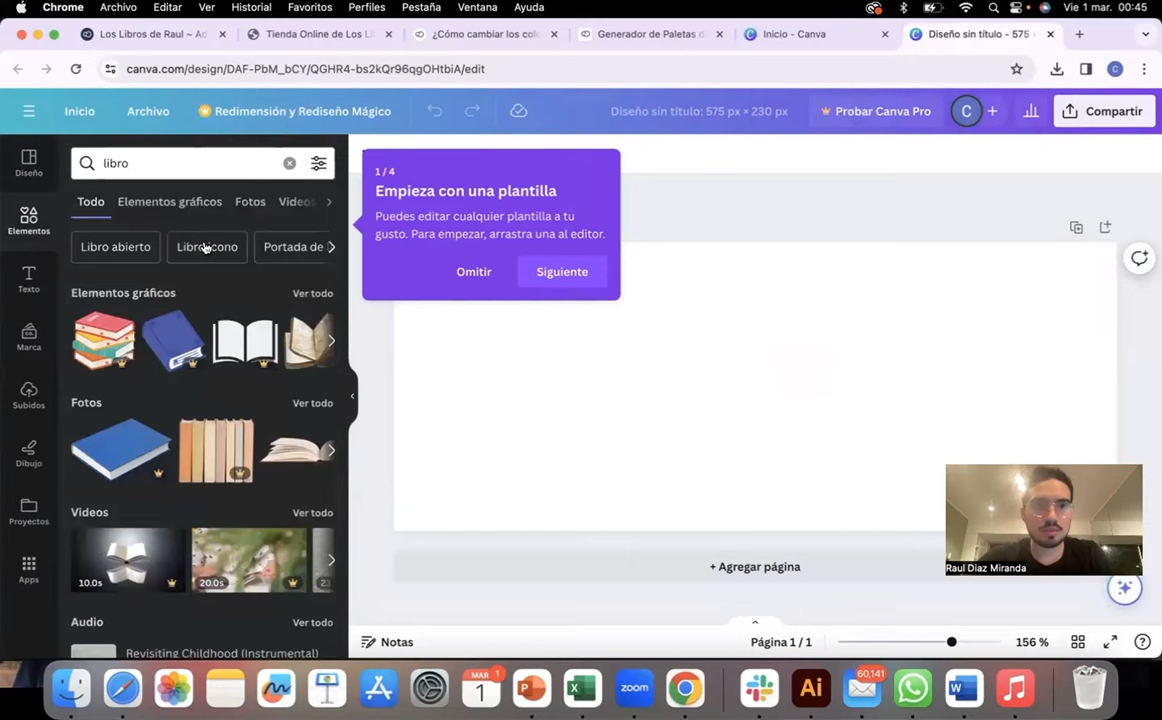 Chrome Archivo Editar Ver Historial Favoritos Perfiles Pestaña Ventana Ayuda Vie 1 mar. 00:45
Los Libros de Raul ~ Ad Tienda Online de Los Li ¿Cómo cambiar los colo Generador de Paletas d Inicio - Canva Diseño sin título - 575
canva.com/design/DAF-PbM_bCY/QGHR4-bs2kQr96qgOHtbiA/edit
Inicio Archivo Redimensión y Rediseño Mágico Diseño sin título: 575 px × 230 px Probar Canva Pro C Compartir
Diseño
Elementos
Texto
Marca
Subidos
Dibujo
Proyectos
Apps
libro
Todo Elementos gráficos Fotos Videos
Libro abierto Libro icono Portada de
Elementos gráficos Ver todo
Fotos Ver todo
Videos Ver todo
10.0s 20.0s 23
Audio Ver todo
Revisiting Childhood (Instrumental)
1 / 4
Empieza con una plantilla
Puedes editar cualquier plantilla a tu
gusto. Para empezar, arrastra una al editor.
Omitir Siguiente
+ Agregar página
Raul Diaz Miranda
Notas Página 1 / 1 156 %
MAR 1
1
zoom
Ai
60,141